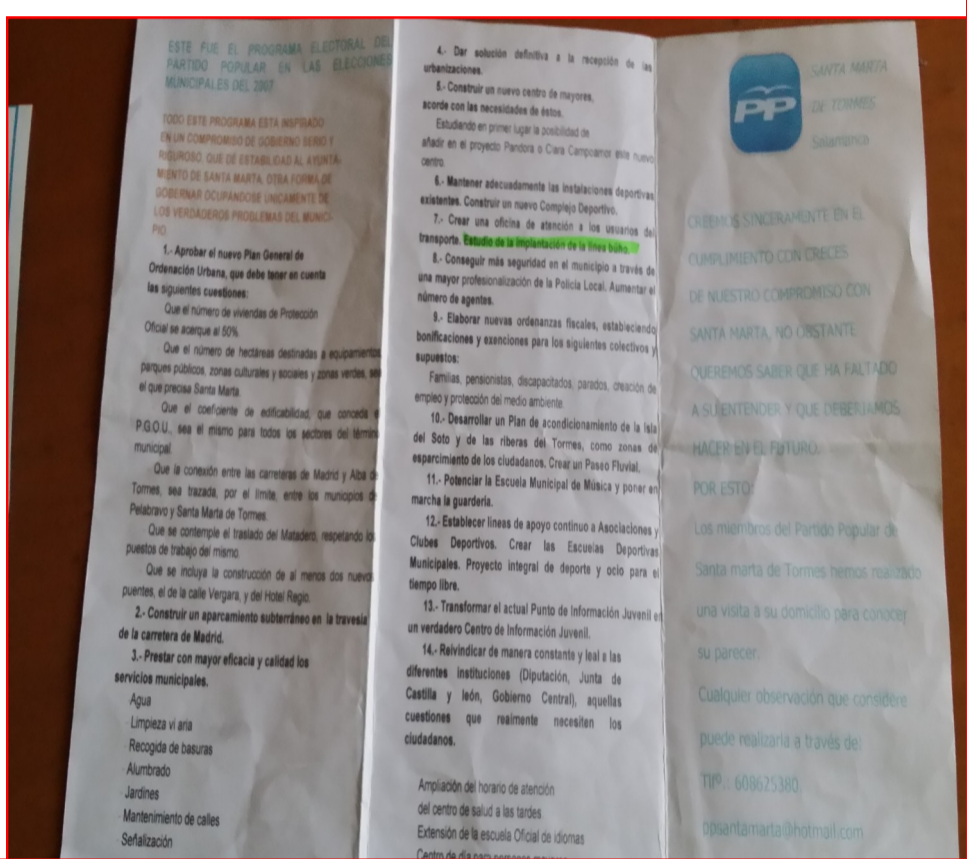 ESTE FUE EL PROGRAMA ELECTORAL DEL
PARTIDO POPULAR EN LAS ELECCIONES
MUNICIPALES DEL 2007
TODO ESTE PROGRAMA ESTA INSPIRADO
EN UN COMPROMISO DE GOBIERNO SERIO Y
RIGUROSO, QUE DÉ ESTABILIDAD AL AYUNTA-
MIENTO DE SANTA MARTA. OTRA FORMA DE
GOBERNAR OCUPÁNDOSE ÚNICAMENTE DE
LOS VERDADEROS PROBLEMAS DEL MUNICI-
PIO.
1.- Aprobar el nuevo Plan General de
Ordenación Urbana, que debe tener en cuenta
las siguientes cuestiones:
Que el número de viviendas de Protección
Oficial se acerque al 60%.
Que el número de hectáreas destinadas a equipamientos,
parques públicos, zonas culturales y sociales y zonas verdes, sea
el que precisa Santa Marta.
Que el coeficiente de edificabilidad, que conceda el
P.G.O.U., sea el mismo para todos los sectores del término
municipal.
Que la conexión entre las carreteras de Madrid y Alba de
Tormes, sea trazada, por el límite, entre los municipios de
Pelabravo y Santa Marta de Tormes.
Que se contemple el traslado del Matadero, respetando los
puestos de trabajo del mismo.
Que se incluya la construcción de al menos dos nuevos
puentes, el de la calle Vergara, y del Hotel Regio.
2.- Construir un aparcamiento subterráneo en la travesía
de la carretera de Madrid.
3.- Prestar con mayor eficacia y calidad los
servicios municipales.
Agua
Limpieza vi aria
Recogida de basuras
Alumbrado
Jardines
Mantenimiento de calles
Señalización
4.- Dar solución definitiva a la recepción de las
urbanizaciones.
5.- Construir un nuevo centro de mayores,
acorde con las necesidades de éstos.
Estudiando en primer lugar la posibilidad de
añadir en el proyecto Pandora o Clara Campoamor este nuevo
centro.
6.- Mantener adecuadamente las instalaciones deportivas
existentes. Construir un nuevo Complejo Deportivo.
7.- Crear una oficina de atención a los usuarios del
transporte. Estudio de la implantación de la línea búho.
8.- Conseguir más seguridad en el municipio a través de
una mayor profesionalización de la Policía Local. Aumentar el
número de agentes.
9.- Elaborar nuevas ordenanzas fiscales, estableciendo
bonificaciones y exenciones para los siguientes colectivos y
supuestos:
Familias, pensionistas, discapacitados, parados, creación de
empleo y protección del medio ambiente.
10.- Desarrollar un Plan de acondicionamiento de la Isla
del Soto y de las riberas del Tormes, como zonas de
esparcimiento de los ciudadanos. Crear un Paseo Fluvial.
11.- Potenciar la Escuela Municipal de Música y poner en
marcha la guardería.
12.- Establecer líneas de apoyo continuo a Asociaciones y
Clubes Deportivos. Crear las Escuelas Deportivas
Municipales. Proyecto integral de deporte y ocio para el
tiempo libre.
13.- Transformar el actual Punto de Información Juvenil en
un verdadero Centro de Información Juvenil.
14.- Reivindicar de manera constante y leal a las
diferentes instituciones (Diputación, Junta de
Castilla y león, Gobierno Central), aquellas
cuestiones que realmente necesiten los
ciudadanos.
Ampliación del horario de atención
del centro de salud a las tardes
Extensión de la escuela Oficial de idiomas
Centro de día para personas mayores
PP
SANTA MARTA
DE TORMES
Salamanca
CREEMOS SINCERAMENTE EN EL
CUMPLIMIENTO CON CRECES
DE NUESTRO COMPROMISO CON
SANTA MARTA, NO OBSTANTE
QUEREMOS SABER QUE HA FALTADO
A SU ENTENDER Y QUE DEBERIAMOS
HACER EN EL FUTURO.
POR ESTO:
Los miembros del Partido Popular de
Santa marta de Tormes hemos realizado
una visita a su domicilio para conocer
su parecer.
Cualquier observación que considere
puede realizarla a través de:
Tlfº.: 608625380
ppsantamarta@hotmail.com